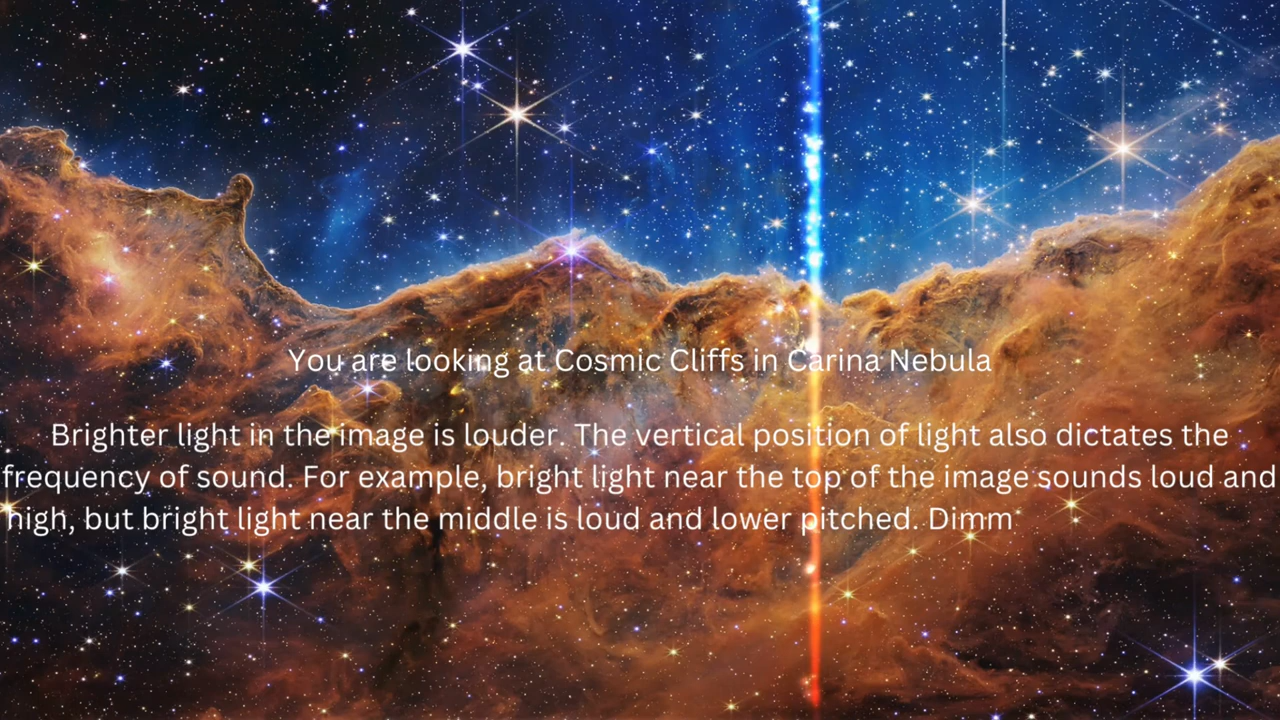 You are looking at Cosmic Cliffs in Carina Nebula
Brighter light in the image is louder. The vertical position of light also dictates the
frequency of sound. For example, bright light near the top of the image sounds loud and
high, but bright light near the middle is loud and lower pitched. Dimm